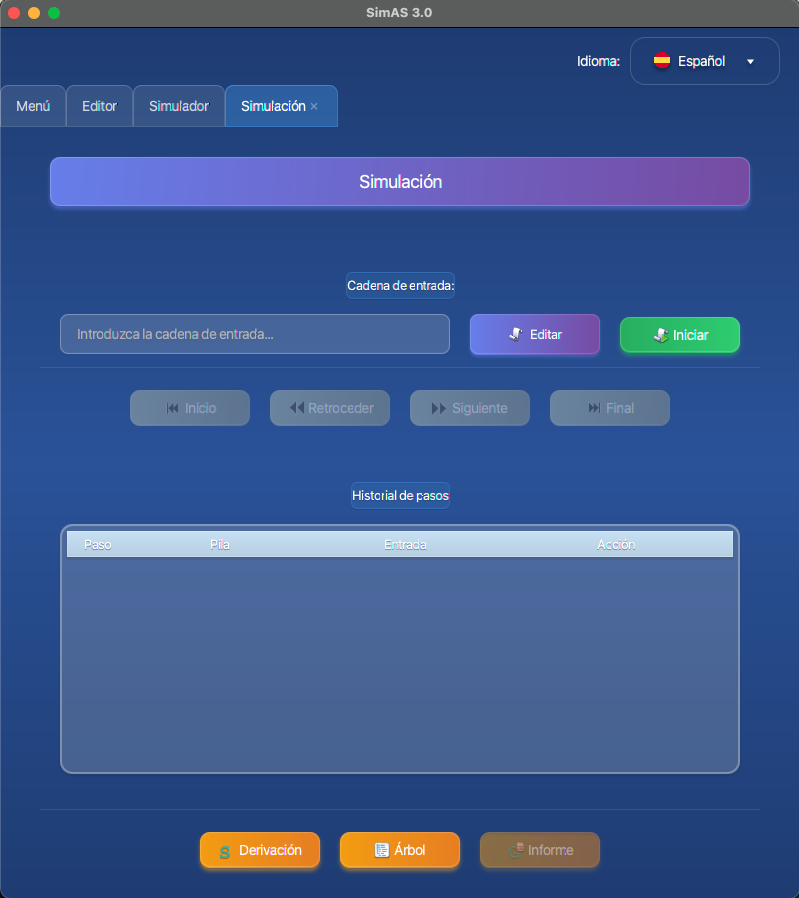 SimAS 3.0
Idioma: Español
Menú Editor Simulador Simulación ×
Simulación
Cadena de entrada:
Introduzca la cadena de entrada... Editar Iniciar
Inicio Retroceder Siguiente Final
Historial de pasos
Paso Pila Entrada Acción
Derivación Árbol Informe